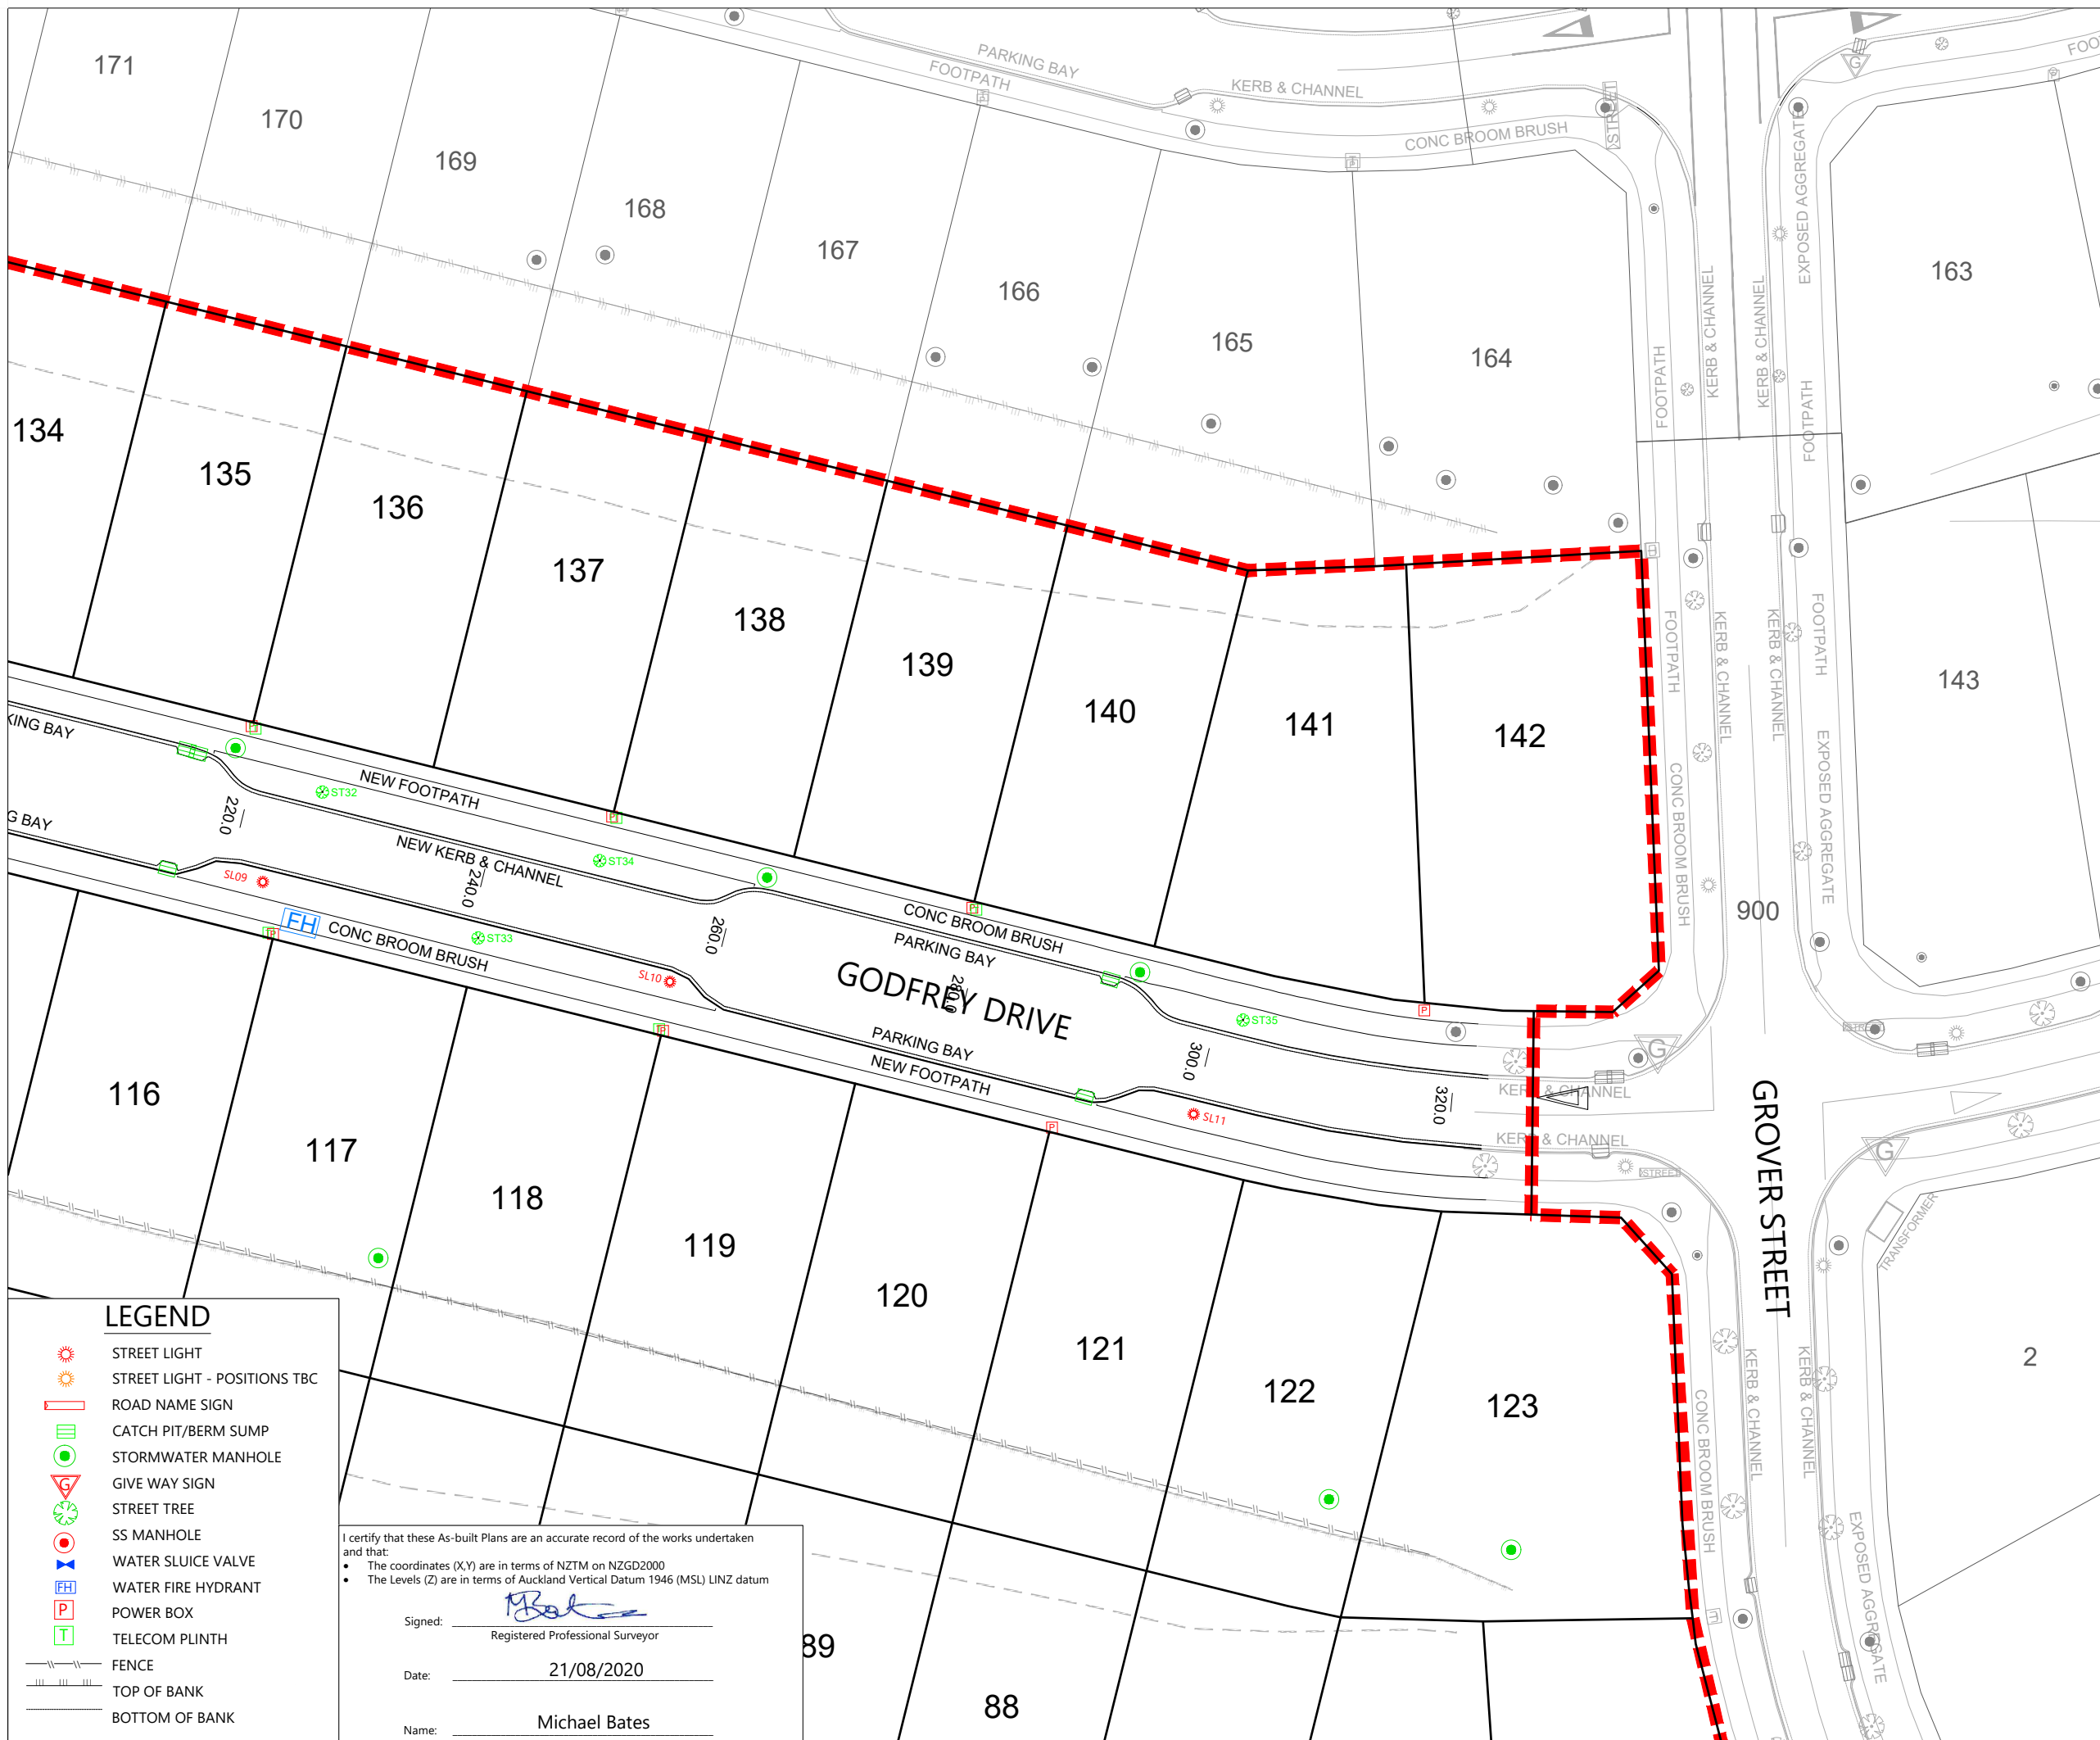 171
170
169
168
167
166
165
164
163
143
PARKING BAY
FOOTPATH
KERB & CHANNEL
CONC BROOM BRUSH
STREET
G
EXPOSED AGGREGATE
FOOTPATH
KERB & CHANNEL
KERB & CHANNEL
FOOTPATH
134
135
136
137
138
139
140
141
142
FOOTPATH
KERB & CHANNEL
CONC BROOM BRUSH
KERB & CHANNEL
FOOTPATH
EXPOSED AGGREGATE
900
KING BAY
G BAY
P
ST32
NEW FOOTPATH
220.0
P
ST34
NEW KERB & CHANNEL
240.0
SL09
FH
P
CONC BROOM BRUSH
ST33
260.0
SL10
P
CONC BROOM BRUSH
PARKING BAY
280.0
GODFREY DRIVE
P
PARKING BAY
NEW FOOTPATH
P
ST35
300.0
P
SL11
320.0
KERB & CHANNEL
KERB & CHANNEL
G
STREET
STREET
G
GROVER STREET
TRANSFORMER
116
117
118
119
120
121
122
123
2
89
88
KERB & CHANNEL
KERB & CHANNEL
CONC BROOM BRUSH
EXPOSED AGGREGATE
LEGEND
STREET LIGHT
STREET LIGHT - POSITIONS TBC
ROAD NAME SIGN
CATCH PIT/BERM SUMP
STORMWATER MANHOLE
G GIVE WAY SIGN
STREET TREE
SS MANHOLE
WATER SLUICE VALVE
FH WATER FIRE HYDRANT
P POWER BOX
T TELECOM PLINTH
FENCE
TOP OF BANK
BOTTOM OF BANK
I certify that these As-built Plans are an accurate record of the works undertaken
and that:
• The coordinates (X,Y) are in terms of NZTM on NZGD2000
• The Levels (Z) are in terms of Auckland Vertical Datum 1946 (MSL) LINZ datum
Signed: MBates
Registered Professional Surveyor
Date: 21/08/2020
Name: Michael Bates